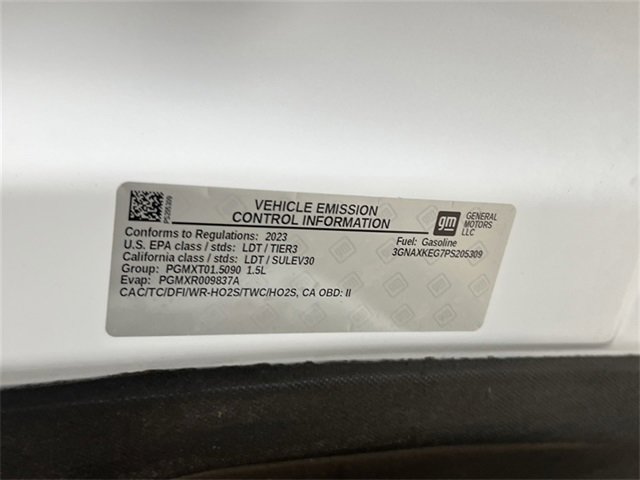 PS205309
VEHICLE EMISSION
CONTROL INFORMATION
gm
GENERAL
MOTORS
LLC
Conforms to Regulations: 2023
U.S. EPA class / stds: LDT / TIER3
California class / stds: LDT / SULEV30
Group: PGMXT01.5090 1.5L
Evap: PGMXR009837A
CAC/TC/DFI/WR-HO2S/TWC/HO2S, CA OBD: II
Fuel: Gasoline
3GNAXKEG7PS205309